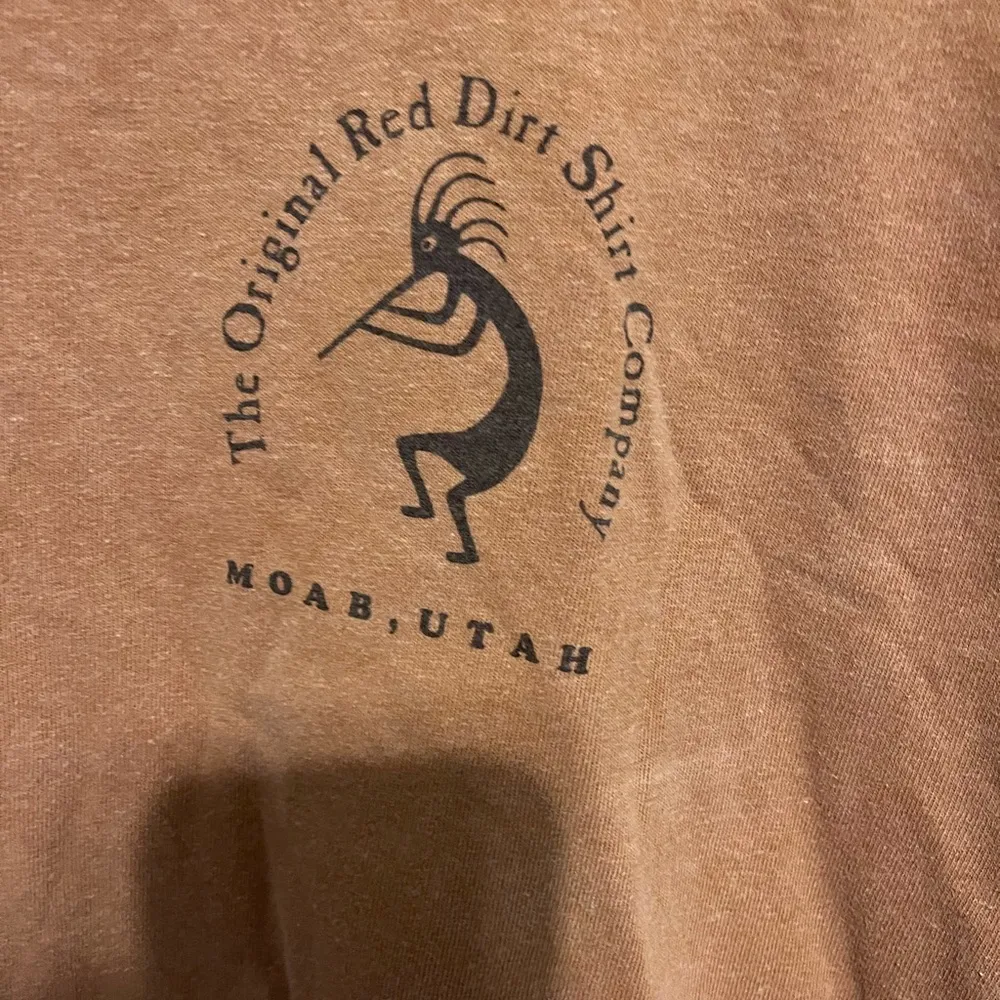 The Original Red Dirt Shirt Company
MOAB, UTAH